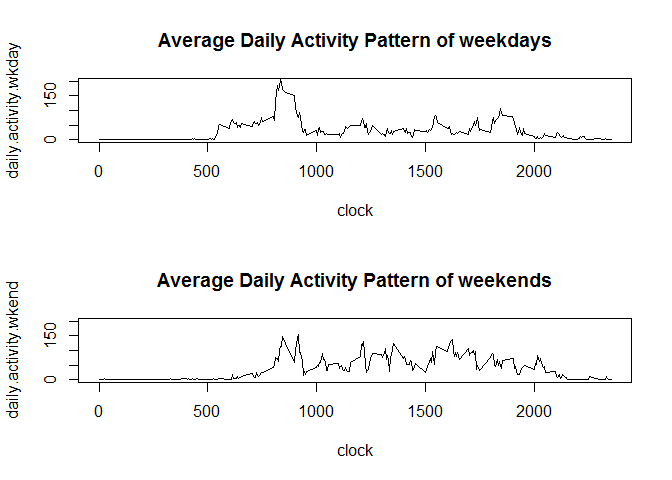 Average Daily Activity Pattern of weekdays
daily.activity.wkday
150
0
0 500 1000 1500 2000
clock
Average Daily Activity Pattern of weekends
daily.activity.wkend
150
0
0 500 1000 1500 2000
clock